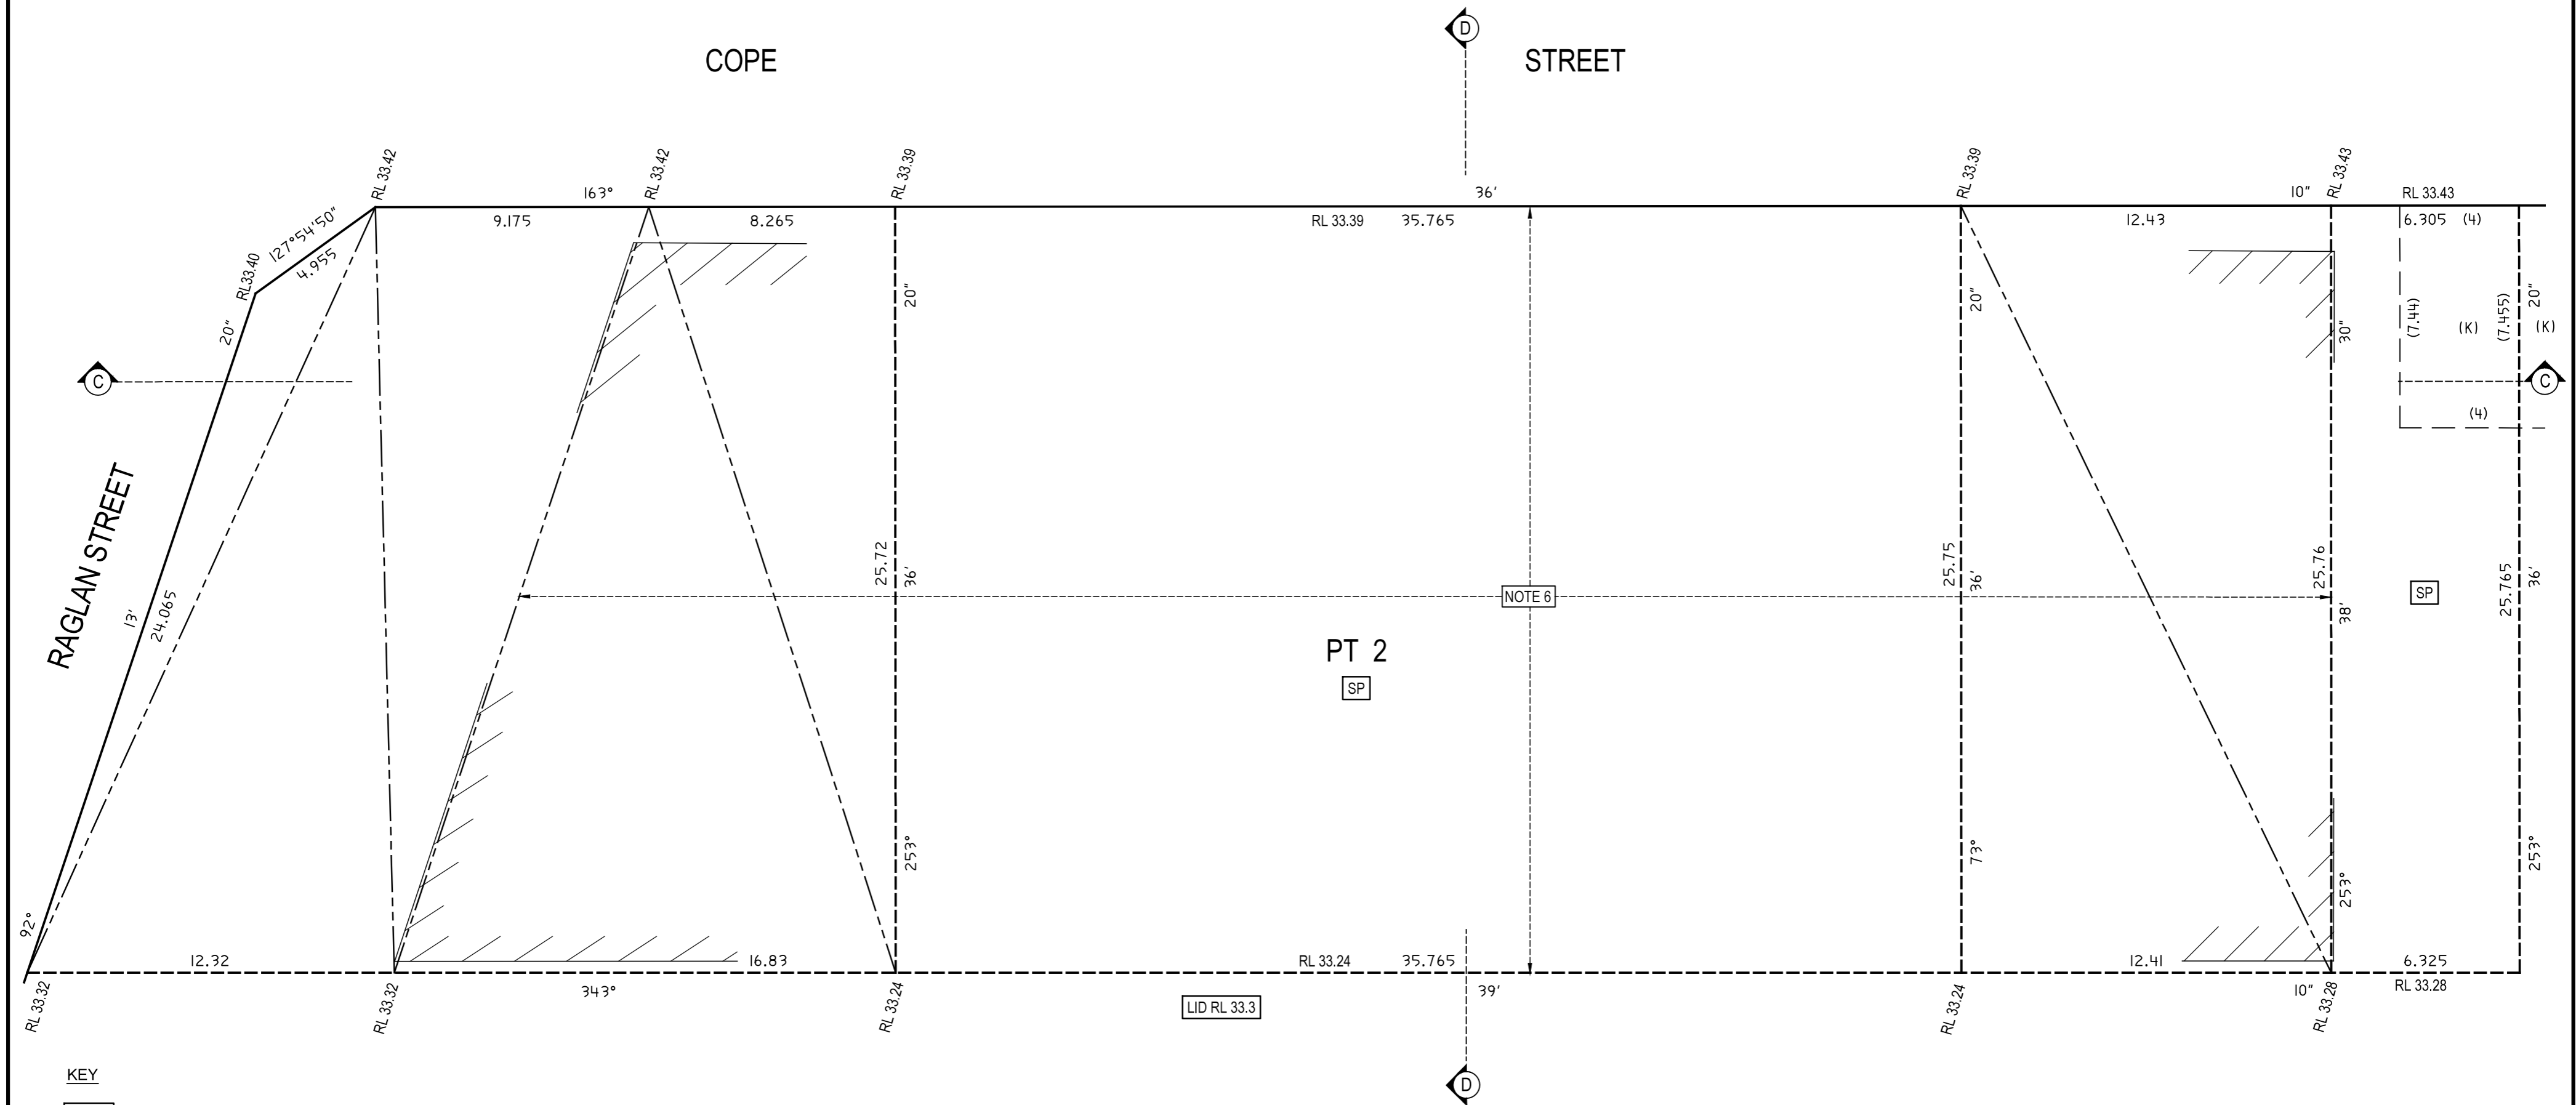 D
COPE STREET
RL 33.42
RL 33.42
RL 33.39
RL 33.39
RL 33.43
163° 36' 10" RL 33.43
127°54'50"
4.955
9.175 8.265 RL 33.39 35.765 12.43 6.305 (4)
RL33.40
20" 20" 20" 30" (7.44) (K) (7.455) 20" (K)
C C
(4)
RAGLAN STREET
13'
24.065
92°
25.72
36'
253°
NOTE 6
PT 2
SP
25.75
36'
73°
25.76
38'
253°
SP
25.765
36'
253°
12.32 16.83 RL 33.24 35.765 12.41 6.325
343° 39' 10" RL 33.28
RL 33.32
RL 33.32
RL 33.24
LID RL 33.3
RL 33.24
RL 33.28
KEY
D